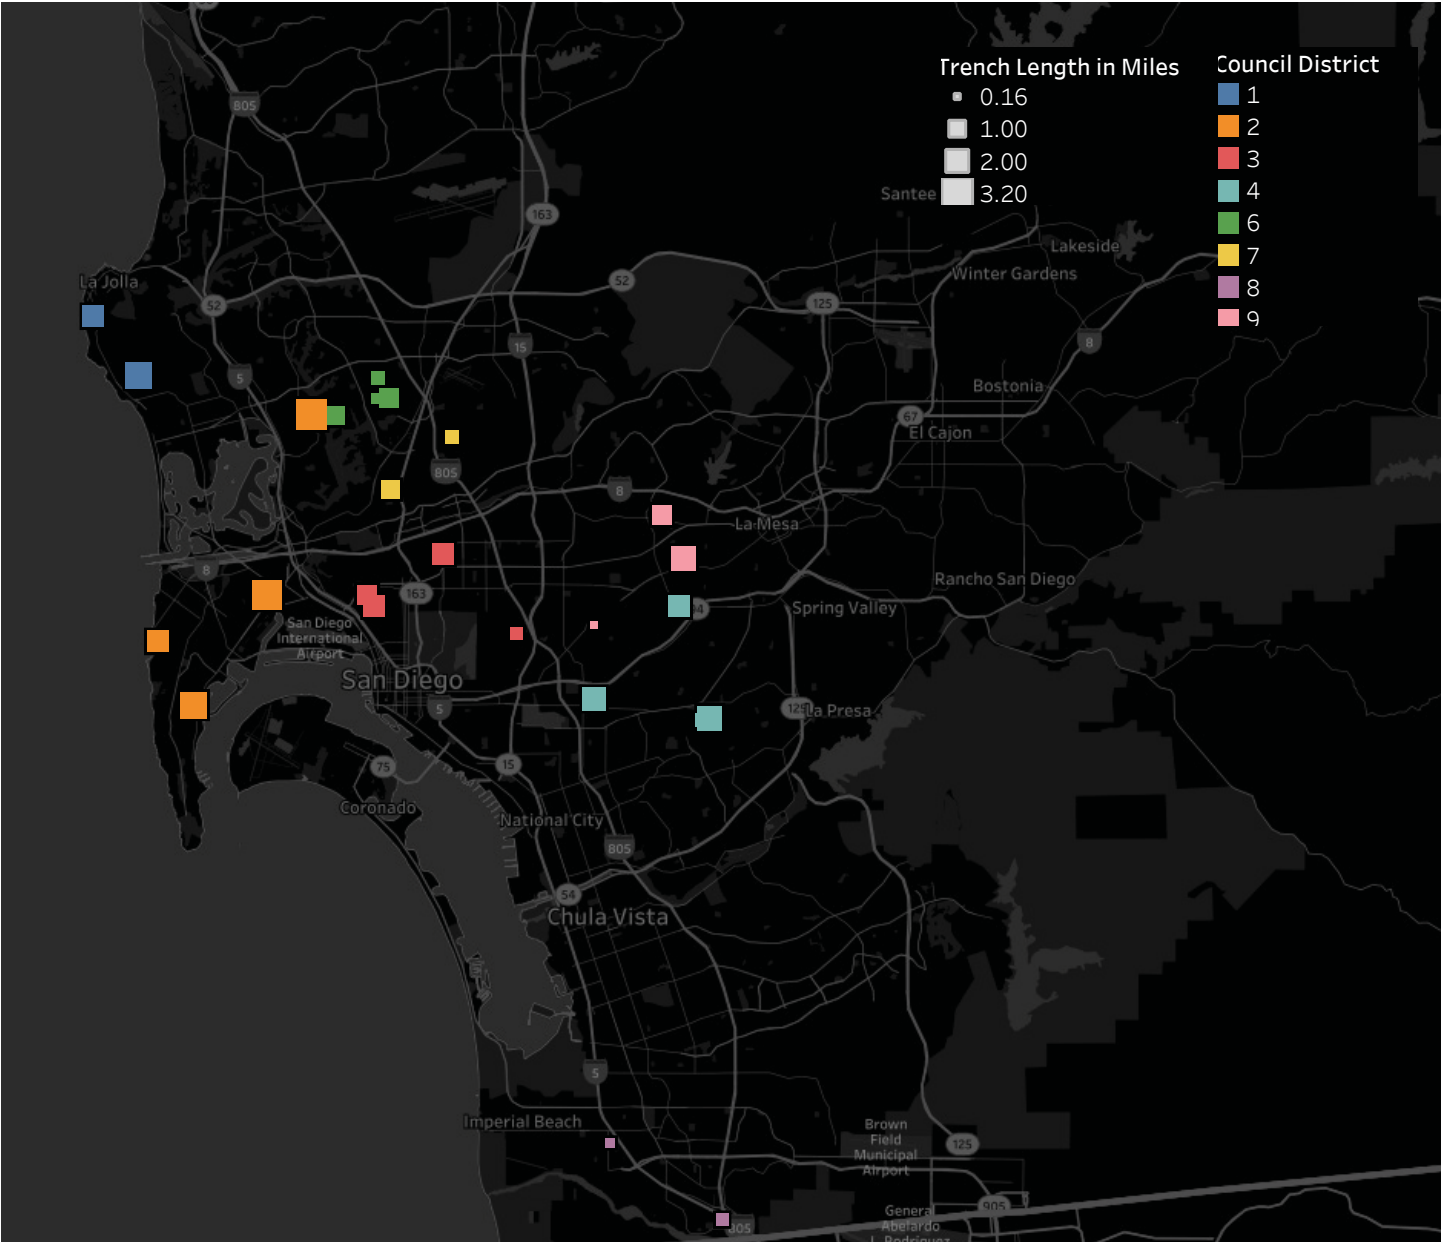 Trench Length in Miles
0.16
1.00
2.00
3.20
Council District
1
2
3
4
6
7
8
9
805
163
Santee
Lakeside
Winter Gardens
La Jolla
52
52
125
15
8
5
Bostonia
67
El Cajon
805
8
La Mesa
8
163
Rancho San Diego
Spring Valley
San Diego
International
Airport
San Diego
5
125
La Presa
75
15
Coronado
National City
805
54
Chula Vista
5
Imperial Beach
Brown
Field
Municipal
Airport
125
905
General
Abelardo
805